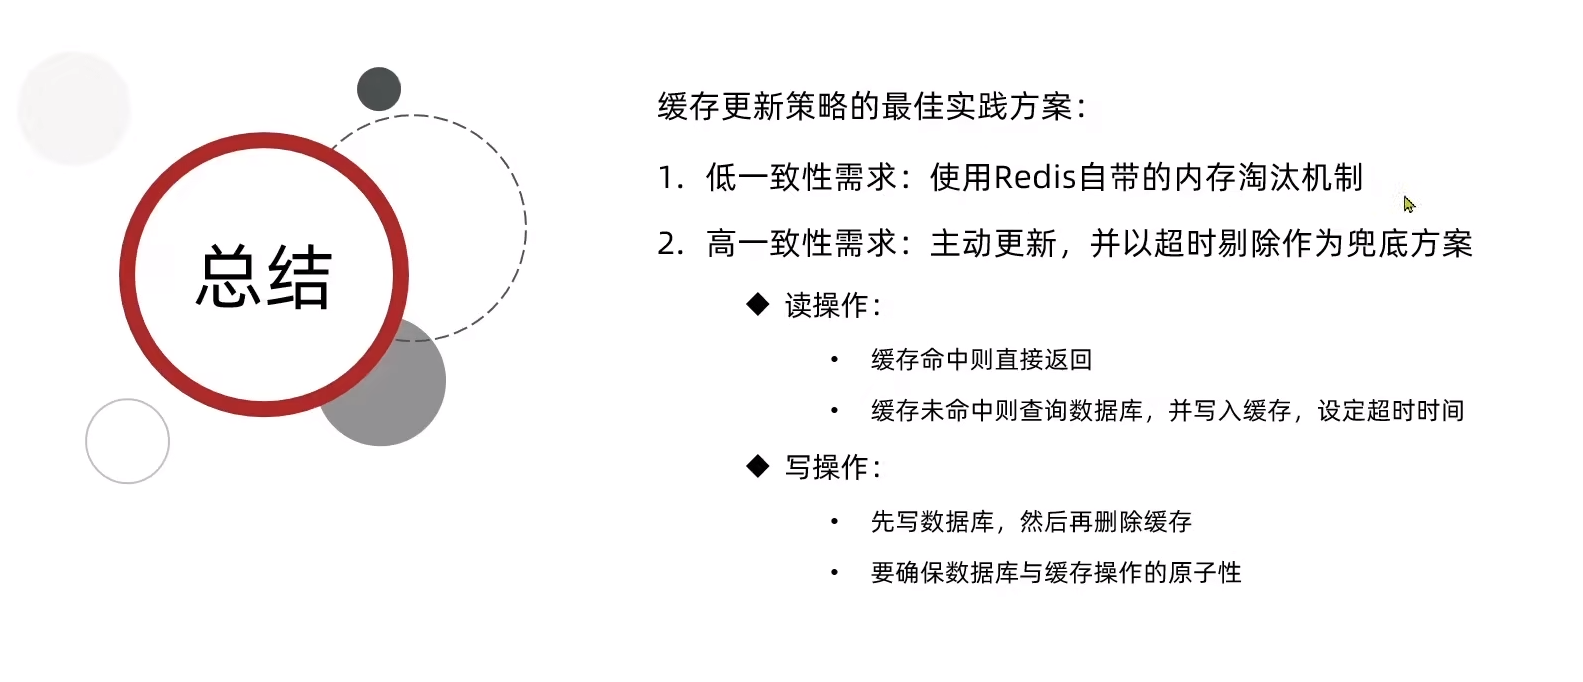 总结
缓存更新策略的最佳实践方案：
1. 低一致性需求：使用Redis自带的内存淘汰机制
2. 高一致性需求：主动更新，并以超时剔除作为兜底方案
◆ 读操作：
• 缓存命中则直接返回
• 缓存未命中则查询数据库，并写入缓存，设定超时时间
◆ 写操作：
• 先写数据库，然后再删除缓存
• 要确保数据库与缓存操作的原子性